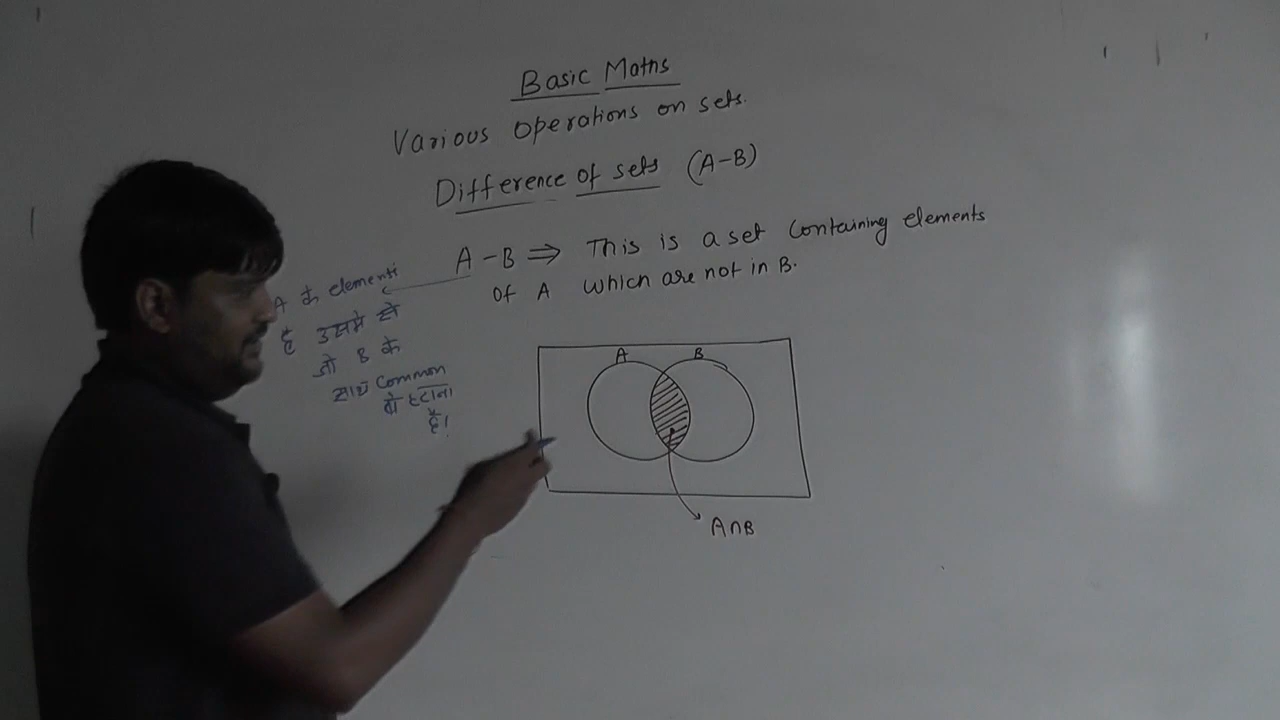 Basic Maths
Various Operations on sets.
Difference of sets (A-B)
A-B ⇒ This is a set containing elements
of A which are not in B.
A के elements
है उसमे से
जो B के
साथ common
वो हटाना
है।
A B
A∩B